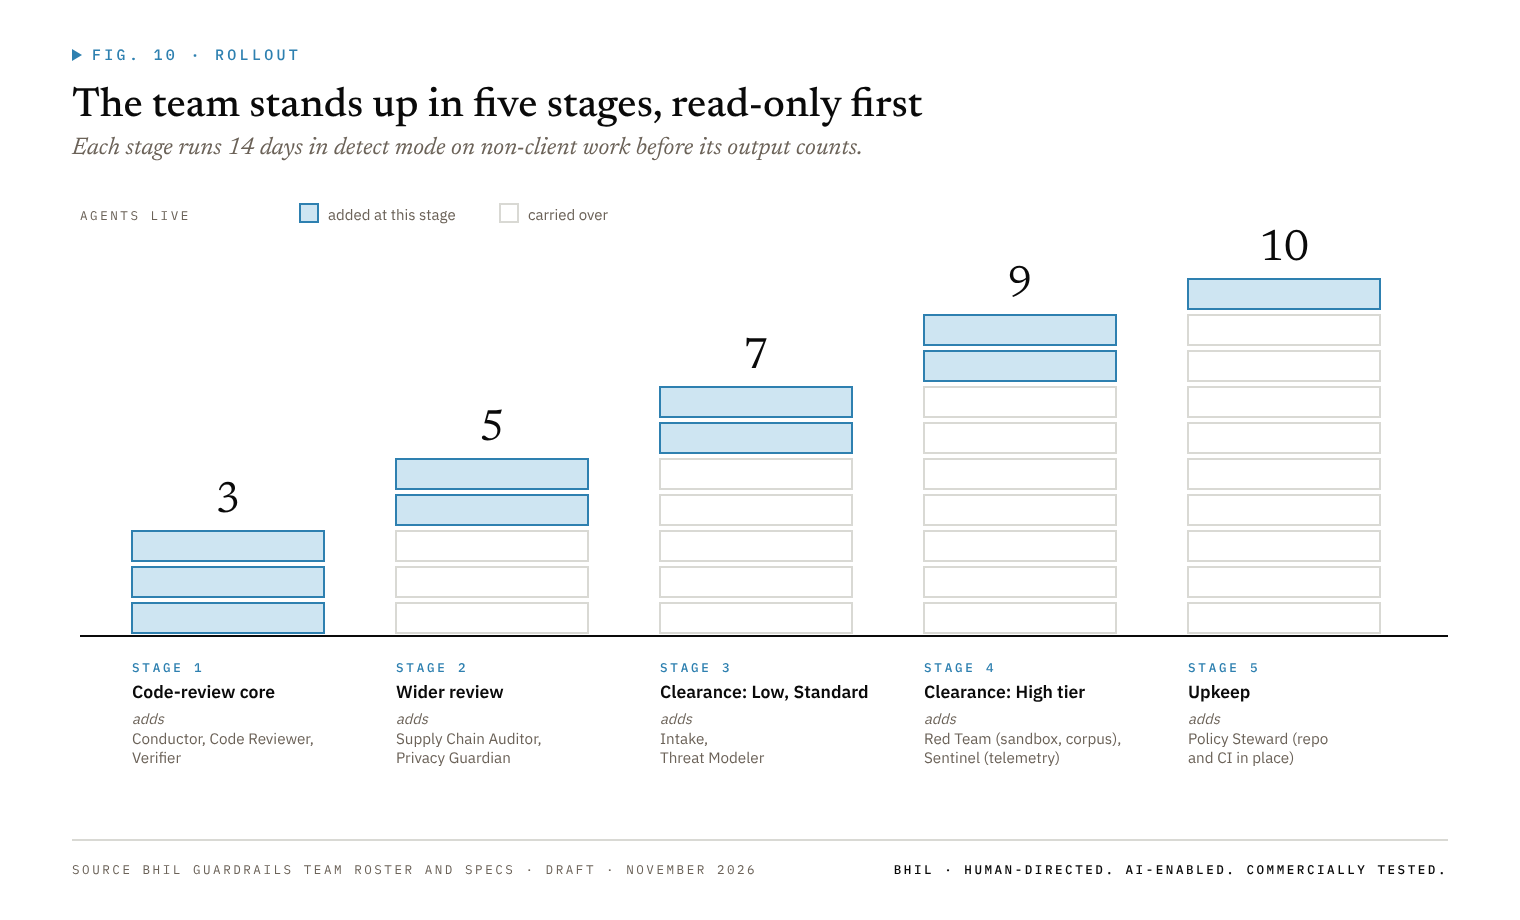 FIG. 10 · ROLLOUT
The team stands up in five stages, read-only first
Each stage runs 14 days in detect mode on non-client work before its output counts.
AGENTS LIVE
added at this stage
carried over
3
5
7
9
10
STAGE 1
Code-review core
adds
Conductor, Code Reviewer,
Verifier
STAGE 2
Wider review
adds
Supply Chain Auditor,
Privacy Guardian
STAGE 3
Clearance: Low, Standard
adds
Intake,
Threat Modeler
STAGE 4
Clearance: High tier
adds
Red Team (sandbox, corpus),
Sentinel (telemetry)
STAGE 5
Upkeep
adds
Policy Steward (repo
and CI in place)
SOURCE BHIL GUARDRAILS TEAM ROSTER AND SPECS · DRAFT · NOVEMBER 2026
BHIL · HUMAN-DIRECTED. AI-ENABLED. COMMERCIALLY TESTED.